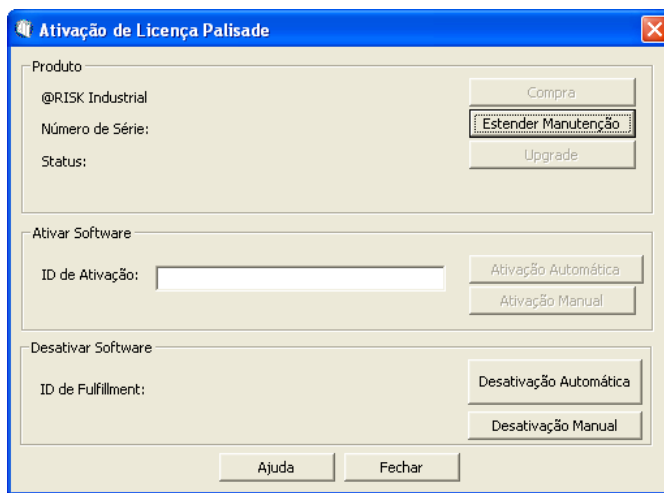 Ativação de Licença Palisade
Produto
@RISK Industrial
Compra
Número de Série:
Estender Manutenção
Status:
Upgrade
Ativar Software
ID de Ativação:
Ativação Automática
Ativação Manual
Desativar Software
ID de Fulfillment:
Desativação Automática
Desativação Manual
Ajuda
Fechar